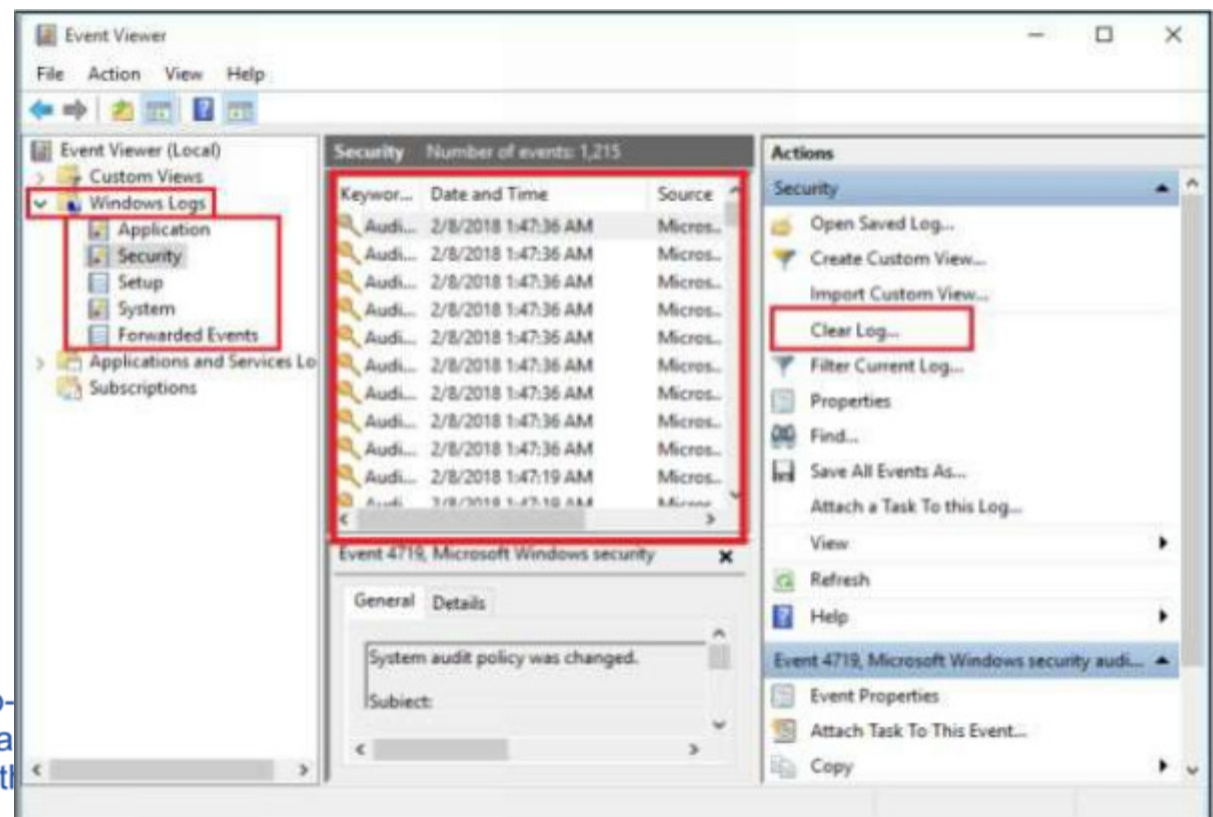 Event Viewer
File Action View Help
Event Viewer (Local)
Custom Views
Windows Logs
Application
Security
Setup
System
Forwarded Events
Applications and Services Lo
Subscriptions
Security Number of events: 1,215
Keywor... Date and Time Source
Audi... 2/8/2018 1:47:36 AM Micros...
Audi... 2/8/2018 1:47:36 AM Micros...
Audi... 2/8/2018 1:47:36 AM Micros...
Audi... 2/8/2018 1:47:36 AM Micros...
Audi... 2/8/2018 1:47:36 AM Micros...
Audi... 2/8/2018 1:47:36 AM Micros...
Audi... 2/8/2018 1:47:36 AM Micros...
Audi... 2/8/2018 1:47:36 AM Micros...
Audi... 2/8/2018 1:47:36 AM Micros...
Audi... 2/8/2018 1:47:19 AM Micros...
Audi... 2/8/2018 1:47:19 AM Micros...
Event 4719, Microsoft Windows security
General Details
System audit policy was changed.
Subject:
Actions
Security
Open Saved Log...
Create Custom View...
Import Custom View...
Clear Log...
Filter Current Log...
Properties
Find...
Save All Events As...
Attach a Task To this Log...
View
Refresh
Help
Event 4719, Microsoft Windows security audi...
Event Properties
Attach Task To This Event...
Copy